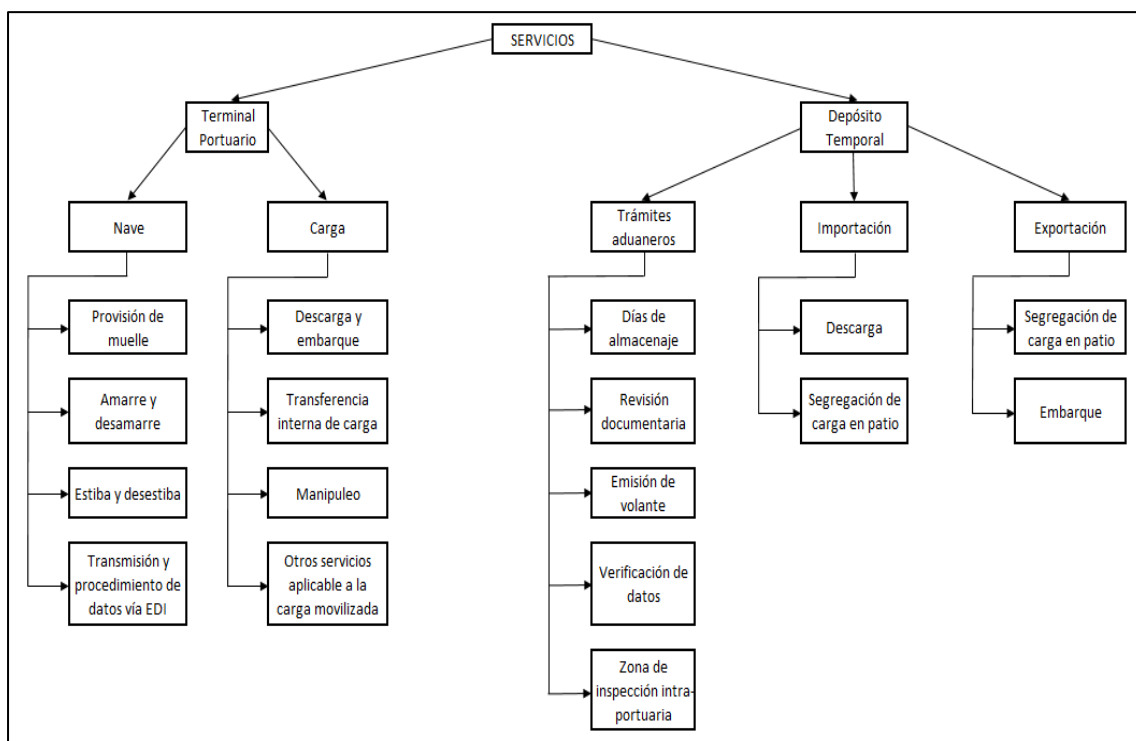 SERVICIOS
Terminal
Portuario
Depósito
Temporal
Nave
Carga
Trámites
aduaneros
Importación
Exportación
Provisión de
muelle
Descarga y
embarque
Días de
almacenaje
Descarga
Segregación de
carga en patio
Amarre y
desamarre
Transferencia
interna de carga
Revisión
documentaria
Segregación de
carga en patio
Embarque
Estiba y desestiba
Manipuleo
Emisión de
volante
Transmisión y
procedimiento de
datos vía EDI
Otros servicios
aplicable a la
carga movilizada
Verificación de
datos
Zona de
inspección intra-
portuaria